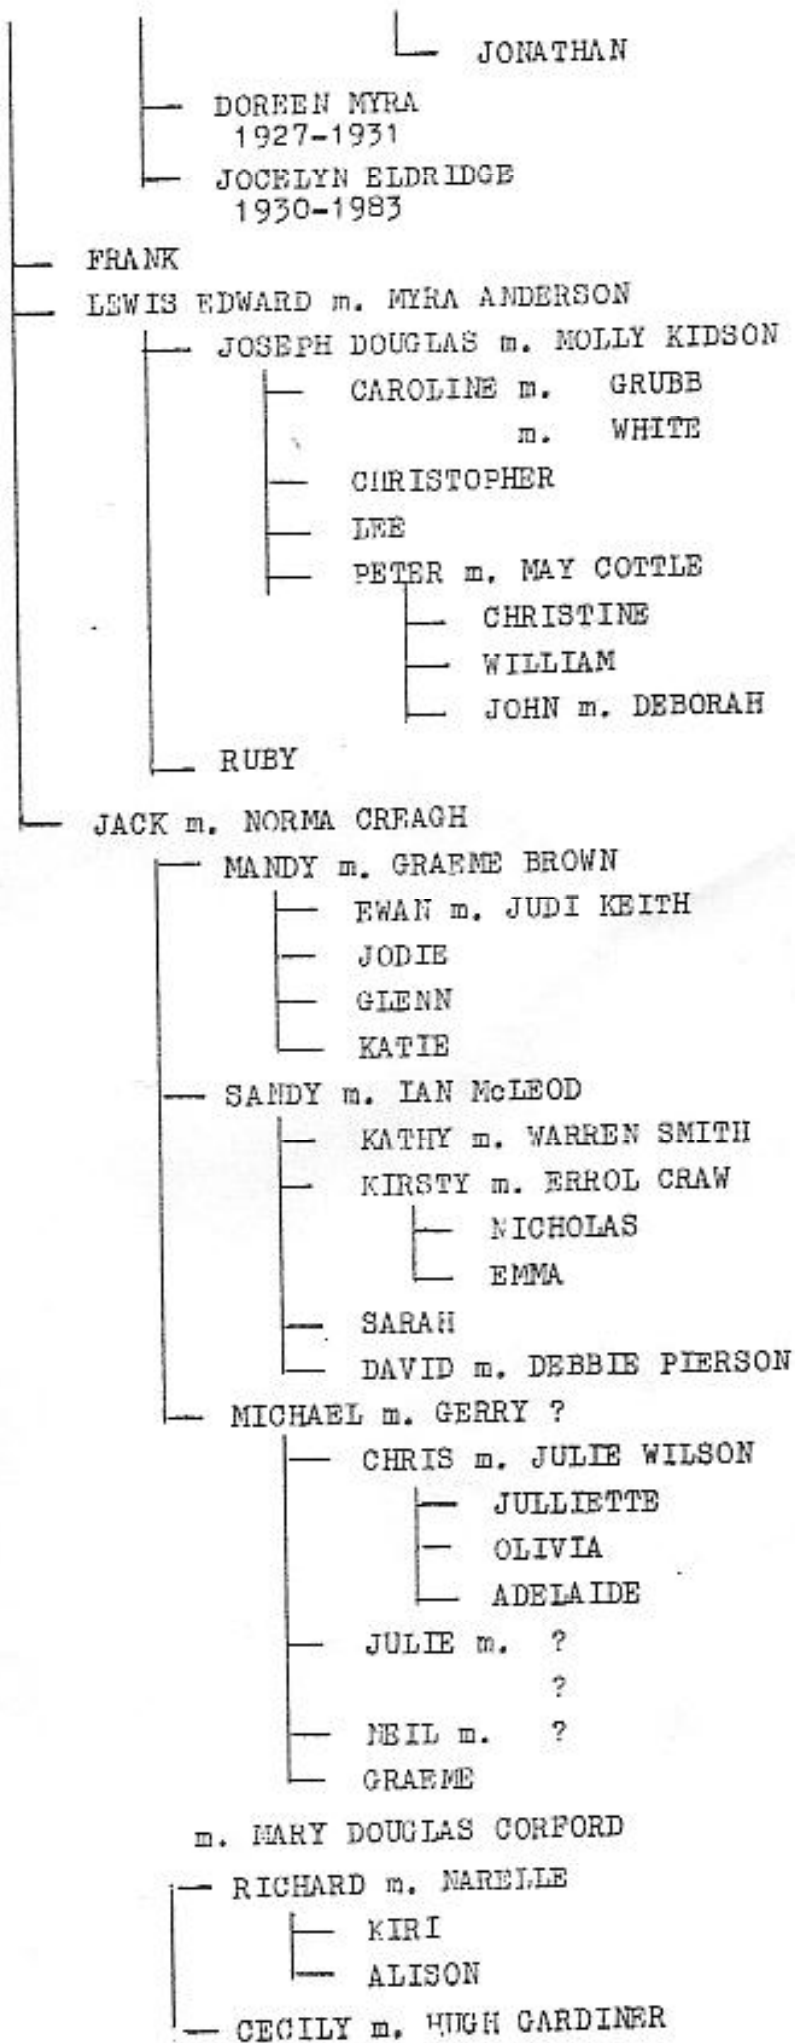 JONATHAN
DOREEN MYRA
1927-1931
JOCELYN ELDRIDGE
1930-1983
FRANK
LEWIS EDWARD m. MYRA ANDERSON
JOSEPH DOUGLAS m. MOLLY KIDSON
CAROLINE m. GRUBB
m. WHITE
CHRISTOPHER
LEE
PETER m. MAY COTTLE
CHRISTINE
WILLIAM
JOHN m. DEBORAH
RUBY
JACK m. NORMA CREAGH
MANDY m. GRAEME BROWN
EWAN m. JUDI KEITH
JODIE
GLENN
KATIE
SANDY m. IAN McLEOD
KATHY m. WARREN SMITH
KIRSTY m. ERROL CRAW
NICHOLAS
EMMA
SARAH
DAVID m. DEBBIE PIERSON
MICHAEL m. GERRY ?
CHRIS m. JULIE WILSON
JULLIETTE
OLIVIA
ADELAIDE
JULIE m. ?
?
NEIL m. ?
GRAEME
m. MARY DOUGLAS CORFORD
RICHARD m. NARELLE
KIRI
ALISON
CECILY m. HUGH GARDINER